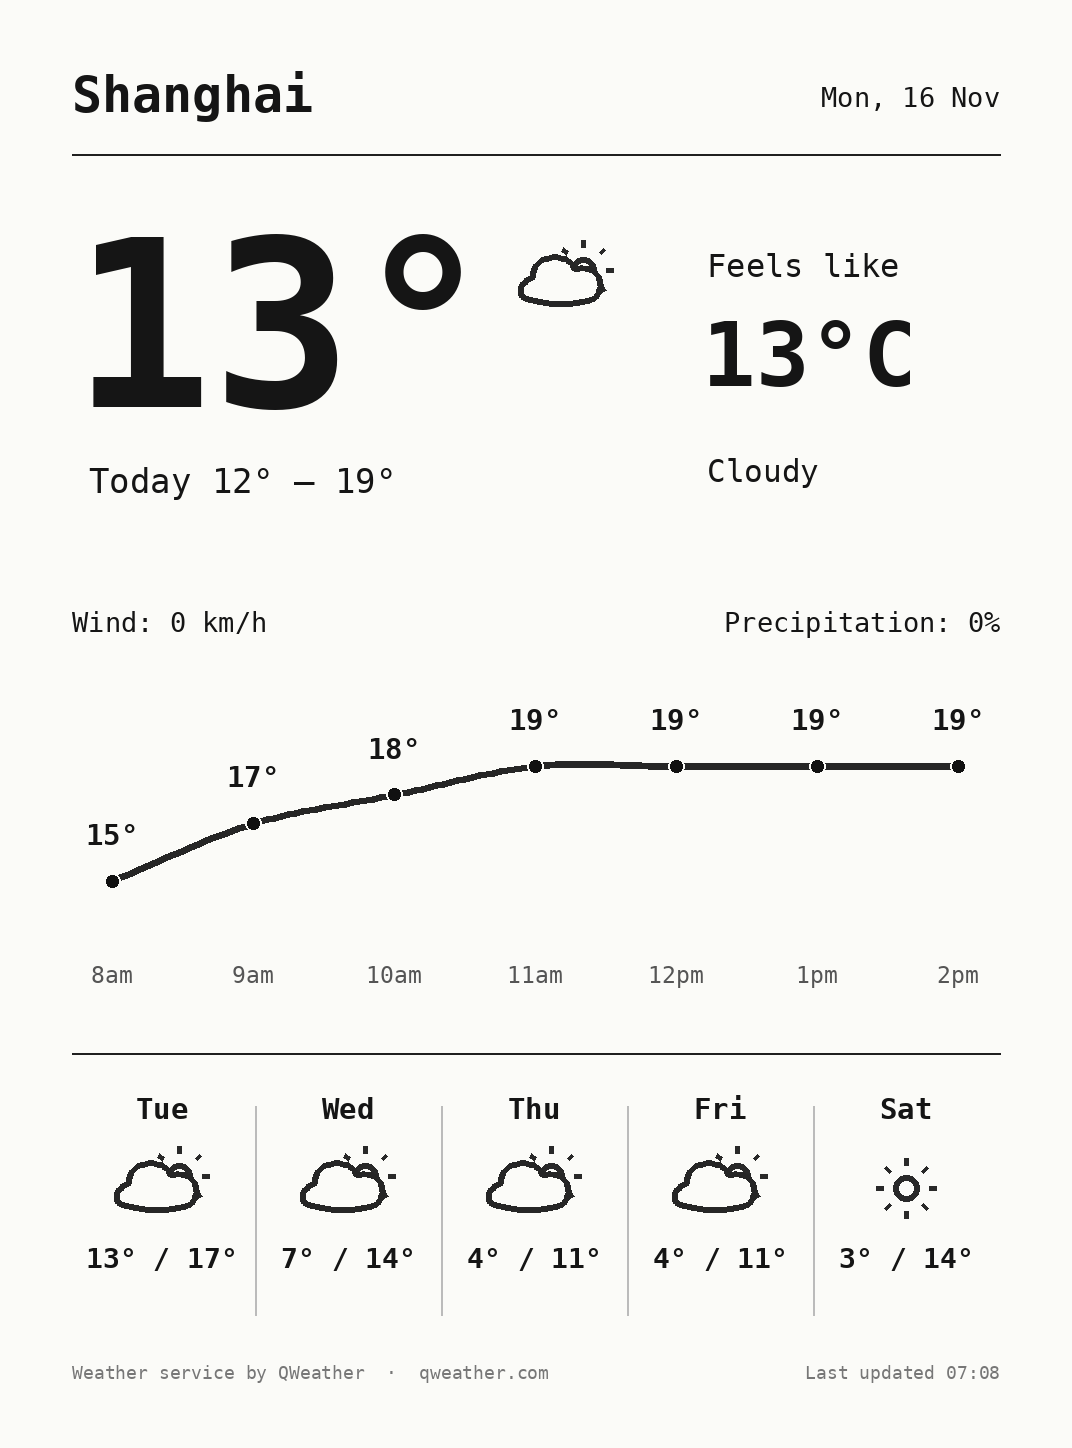 Shanghai
Mon, 16 Nov
13°
Feels like
13°C
Today 12° – 19°
Cloudy
Wind: 0 km/h
Precipitation: 0%
15°
17°
18°
19°
19°
19°
19°
8am
9am
10am
11am
12pm
1pm
2pm
Tue
Wed
Thu
Fri
Sat
13° / 17°
7° / 14°
4° / 11°
4° / 11°
3° / 14°
Weather service by QWeather · qweather.com
Last updated 07:08